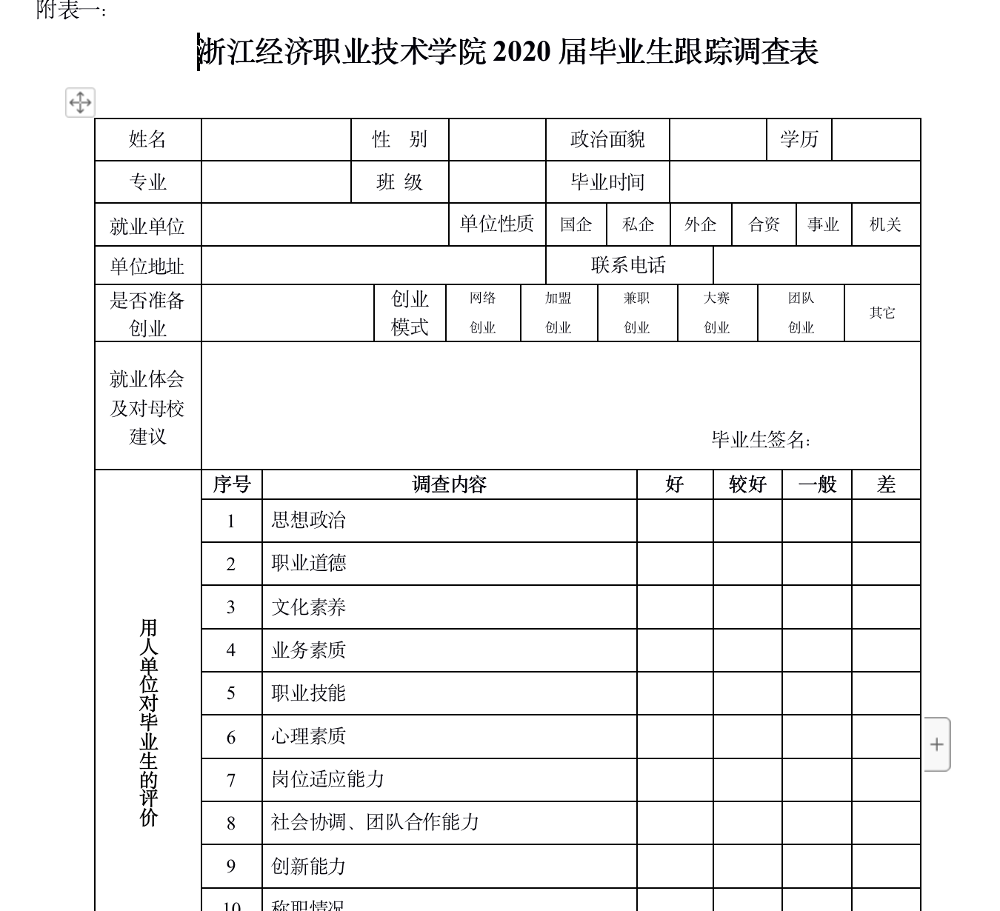 附表一：
浙江经济职业技术学院 2020 届毕业生跟踪调查表
姓名 性 别 政治面貌 学历
专业 班 级 毕业时间
就业单位 单位性质 国企 私企 外企 合资 事业 机关
单位地址 联系电话
是否准备
创业
创业
模式
网络
创业
加盟
创业
兼职
创业
大赛
创业
团队
创业
其它
就业体会
及对母校
建议
毕业生签名：
用人单位对毕业生的评价
序号 调查内容 好 较好 一般 差
1 思想政治
2 职业道德
3 文化素养
4 业务素质
5 职业技能
6 心理素质
7 岗位适应能力
8 社会协调、团队合作能力
9 创新能力
10 称职情况